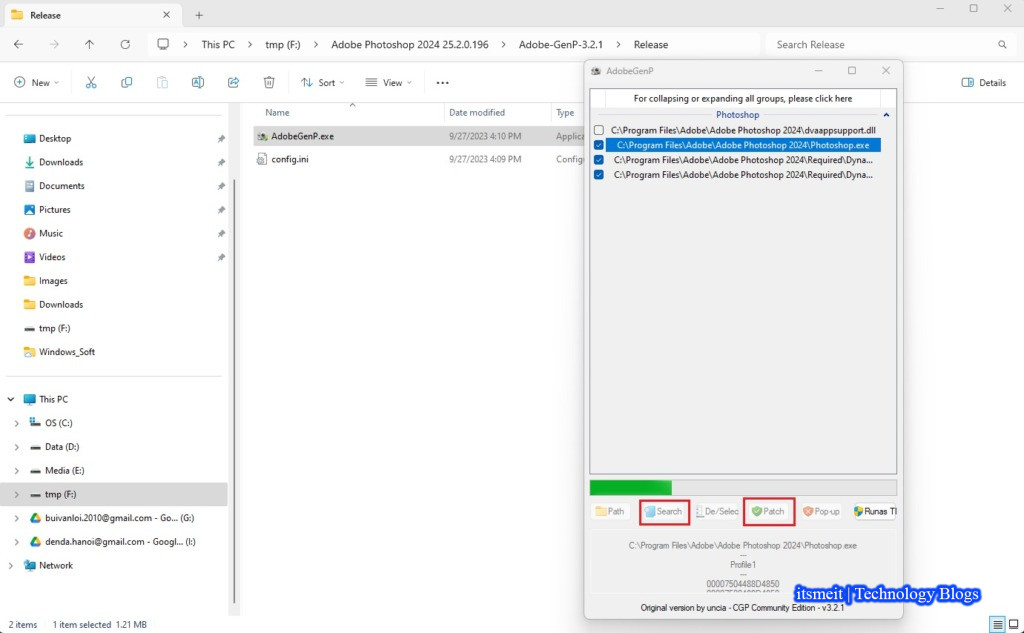 Release
This PC
tmp (F:)
Adobe Photoshop 2024 25.2.0.196
Adobe-GenP-3.2.1
Release
Search Release
New
Sort
View
Details
Desktop
Downloads
Documents
Pictures
Music
Videos
Images
Downloads
tmp (F:)
Windows_Soft
This PC
OS (C:)
Data (D:)
Media (E:)
tmp (F:)
buivanloi.2010@gmail.com - Go... (G:)
denda.hanoi@gmail.com - Googl... (I:)
Network
Name Date modified Type
AdobeGenP.exe 9/27/2023 4:10 PM Applica
config.ini 9/27/2023 4:09 PM Config
AdobeGenP
For collapsing or expanding all groups, please click here
Photoshop
C:\Program Files\Adobe\Adobe Photoshop 2024\dvaappsupport.dll
C:\Program Files\Adobe\Adobe Photoshop 2024\Photoshop.exe
C:\Program Files\Adobe\Adobe Photoshop 2024\Required\Dyna...
C:\Program Files\Adobe\Adobe Photoshop 2024\Required\Dyna...
Path Search De/Selec Patch Pop-up Runas TI
C:\Program Files\Adobe\Adobe Photoshop 2024\Photoshop.exe
---
Profile1
---
00007504488D4850
Original version by uncia - CGP Community Edition - v3.2.1
itsmeit | Technology Blogs
2 items 1 item selected 1.21 MB